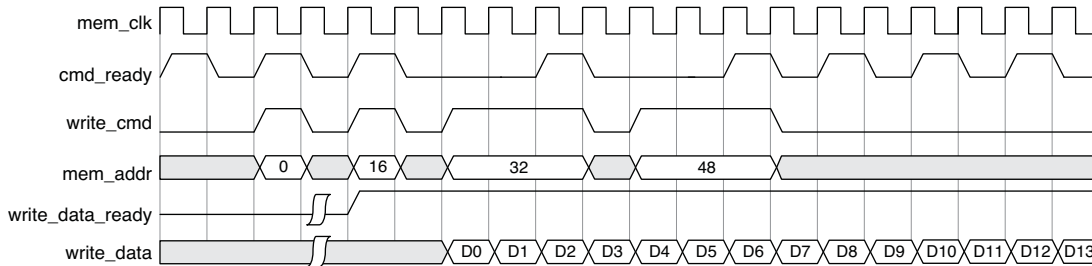 mem_clk
cmd_ready
write_cmd
mem_addr 0 16 32 48
write_data_ready
write_data D0 D1 D2 D3 D4 D5 D6 D7 D8 D9 D10 D11 D12 D13